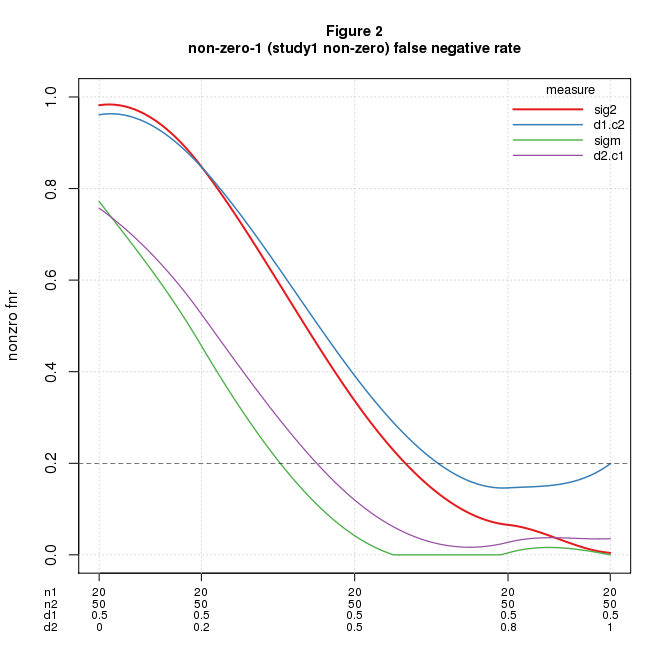 Figure 2
non-zero-1 (study1 non-zero) false negative rate
measure
sig2
d1.c2
sigm
d2.c1
nonzro fnr
1.0
0.8
0.6
0.4
0.2
0.0
n1 20 20 20 20 20
n2 50 50 50 50 50
d1 0.5 0.5 0.5 0.5 0.5
d2 0 0.2 0.5 0.8 1